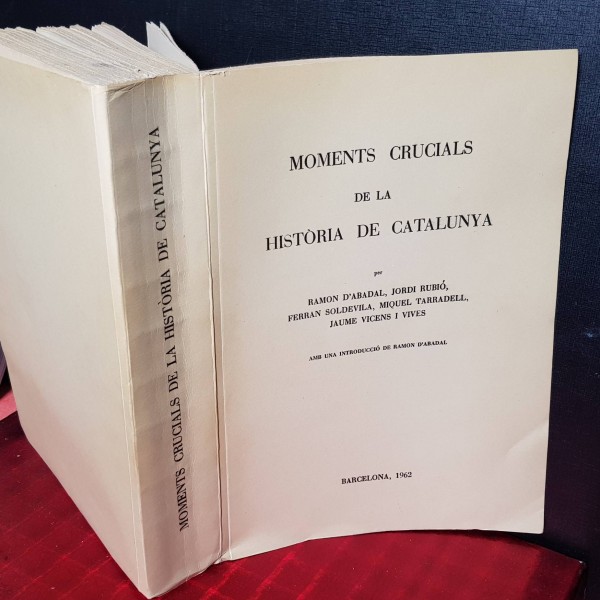 MOMENTS CRUCIALS DE LA HISTÒRIA DE CATALUNYA
MOMENTS CRUCIALS
DE LA
HISTÒRIA DE CATALUNYA
per
RAMON D'ABADAL, JORDI RUBIÓ,
FERRAN SOLDEVILA, MIQUEL TARRADELL,
JAUME VICENS I VIVES
AMB UNA INTRODUCCIÓ DE RAMON D'ABADAL
BARCELONA, 1962